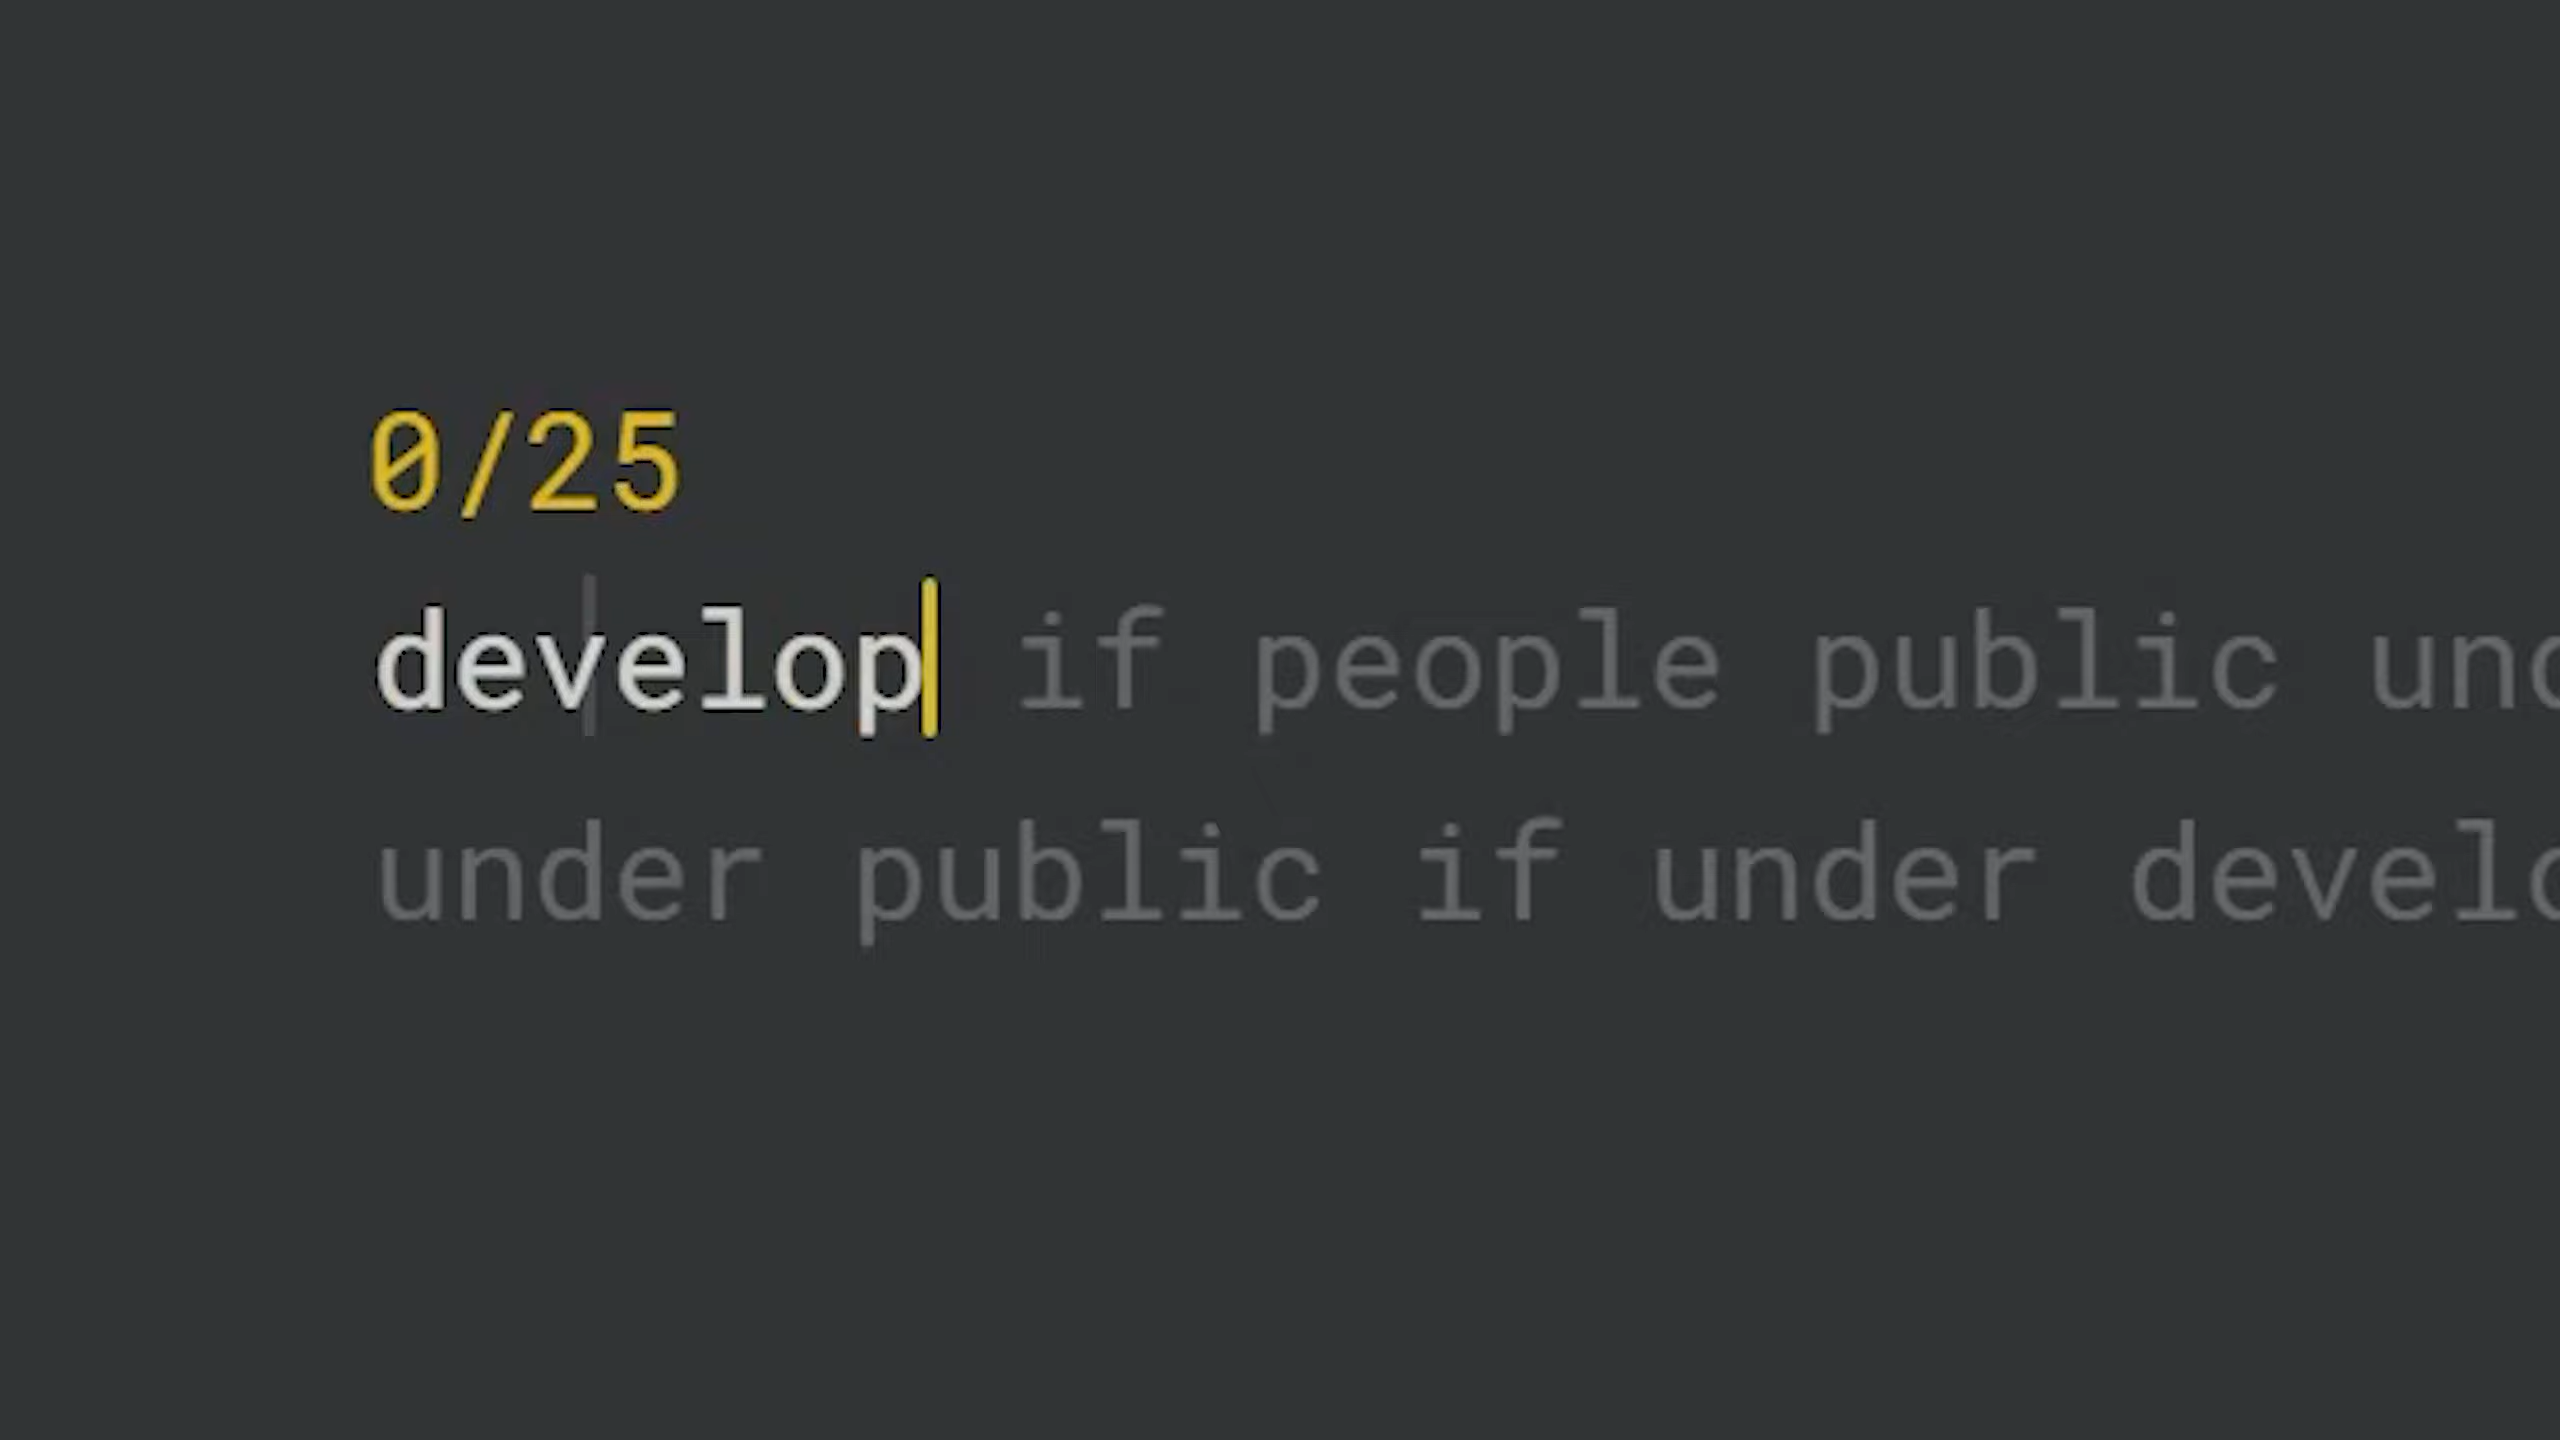 0/25
develop if people public
under public if under